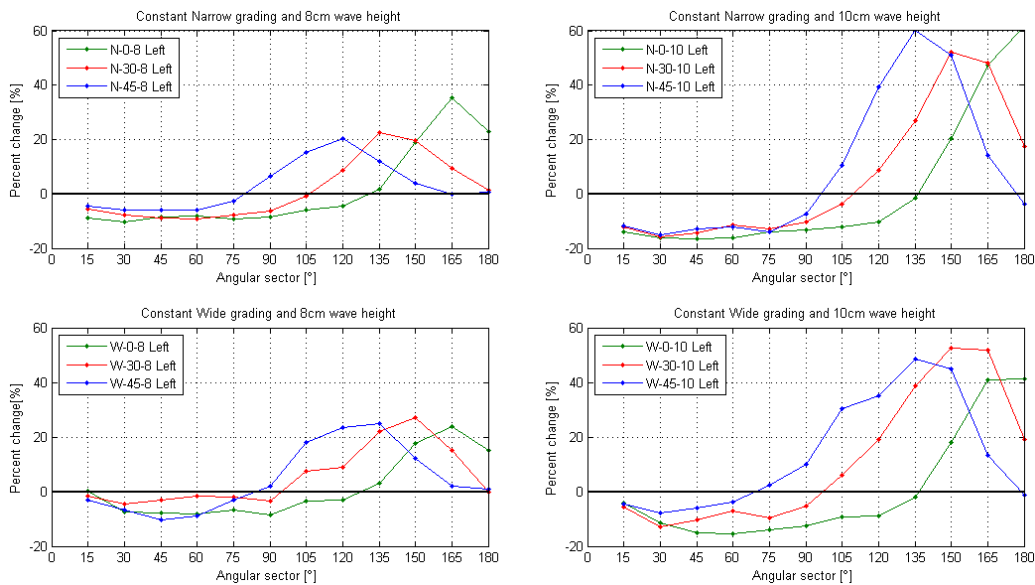 Constant Narrow grading and 8cm wave height
60
40
20
0
-20
Percent change [%]
N-0-8 Left
N-30-8 Left
N-45-8 Left
0 15 30 45 60 75 90 105 120 135 150 165 180
Angular sector [°]
Constant Narrow grading and 10cm wave height
60
40
20
0
-20
Percent change [%]
N-0-10 Left
N-30-10 Left
N-45-10 Left
0 15 30 45 60 75 90 105 120 135 150 165 180
Angular sector [°]
Constant Wide grading and 8cm wave height
60
40
20
0
-20
Percent change[%]
W-0-8 Left
W-30-8 Left
W-45-8 Left
0 15 30 45 60 75 90 105 120 135 150 165 180
Angular sector [°]
Constant Wide grading and 10cm wave height
60
40
20
0
-20
Percent change [%]
W-0-10 Left
W-30-10 Left
W-45-10 Left
0 15 30 45 60 75 90 105 120 135 150 165 180
Angular sector [°]